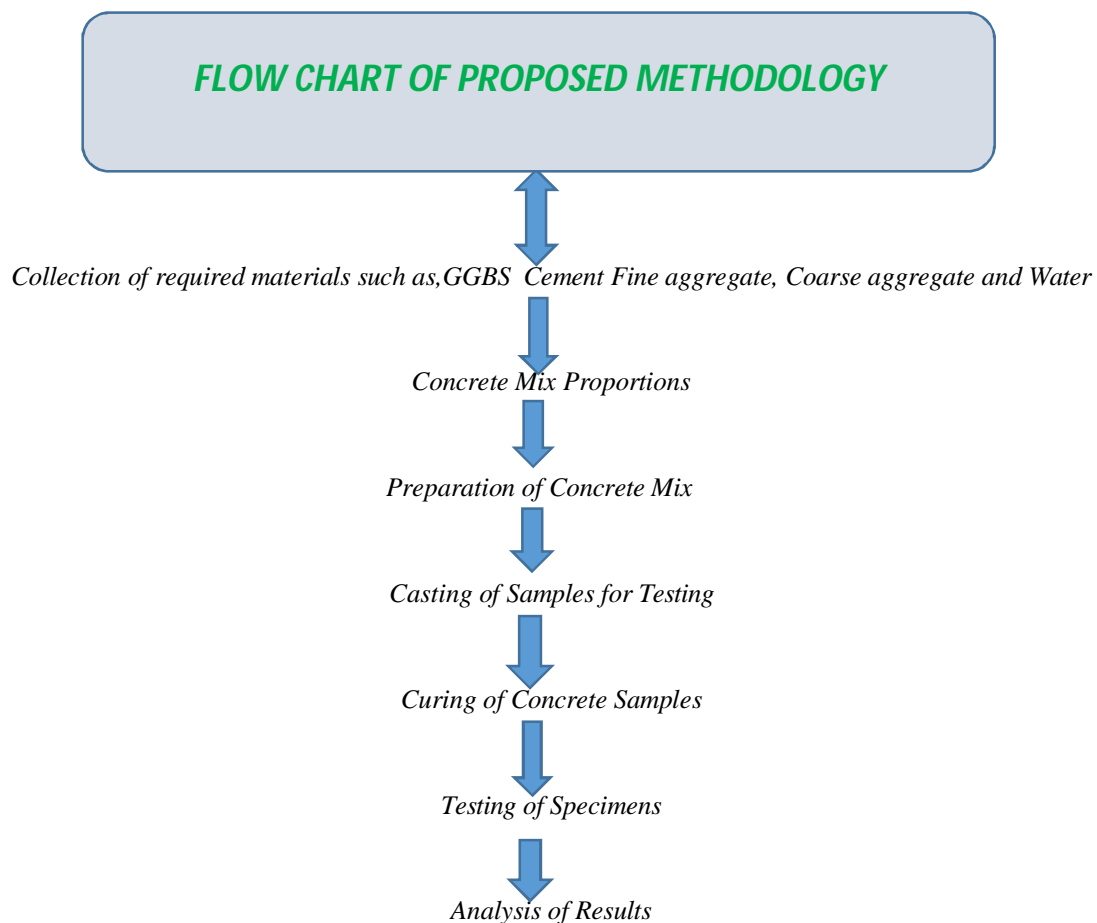 FLOW CHART OF PROPOSED METHODOLOGY
Collection of required materials such as,GGBS Cement Fine aggregate, Coarse aggregate and Water
Concrete Mix Proportions
Preparation of Concrete Mix
Casting of Samples for Testing
Curing of Concrete Samples
Testing of Specimens
Analysis of Results